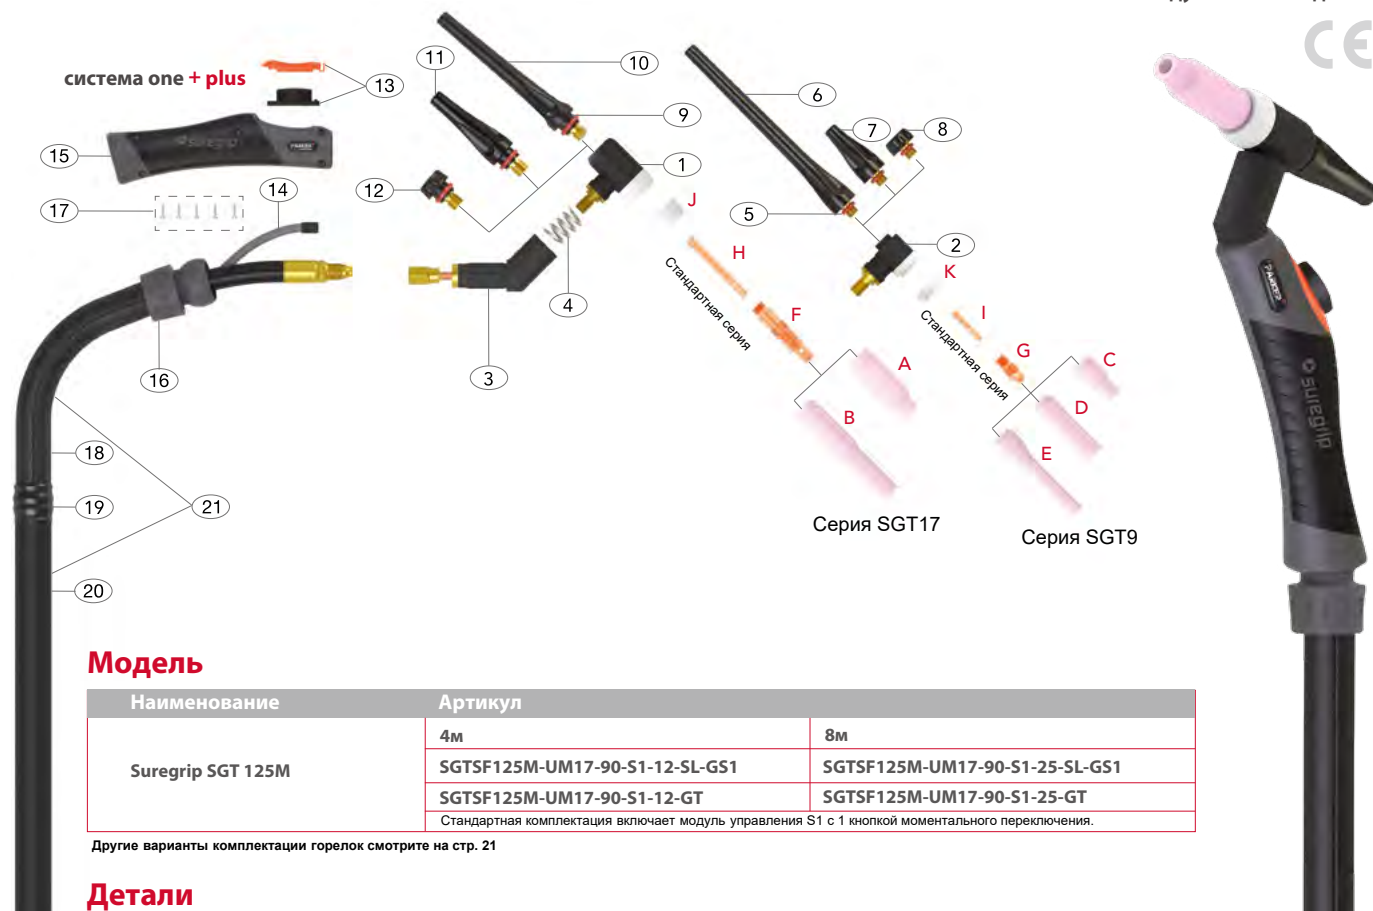 система one + plus
13
11
10
9
1
15
17
14
12
16
3
4
18
19
21
20
6
7
8
5
2
J
H
F
A
B
K
I
G
C
D
E
Стандартная серия
Стандартная серия
Серия SGT17
Серия SGT9
suregrip
PARKER
CE
PARKER
suregrip
Модель
Наименование Артикул
4м 8м
Suregrip SGT 125M
SGTSF125M-UM17-90-S1-12-SL-GS1 SGTSF125M-UM17-90-S1-25-SL-GS1
SGTSF125M-UM17-90-S1-12-GT SGTSF125M-UM17-90-S1-25-GT
Стандартная комплектация включает модуль управления S1 с 1 кнопкой моментального переключения.
Другие варианты комплектации горелок смотрите на стр. 21
Детали